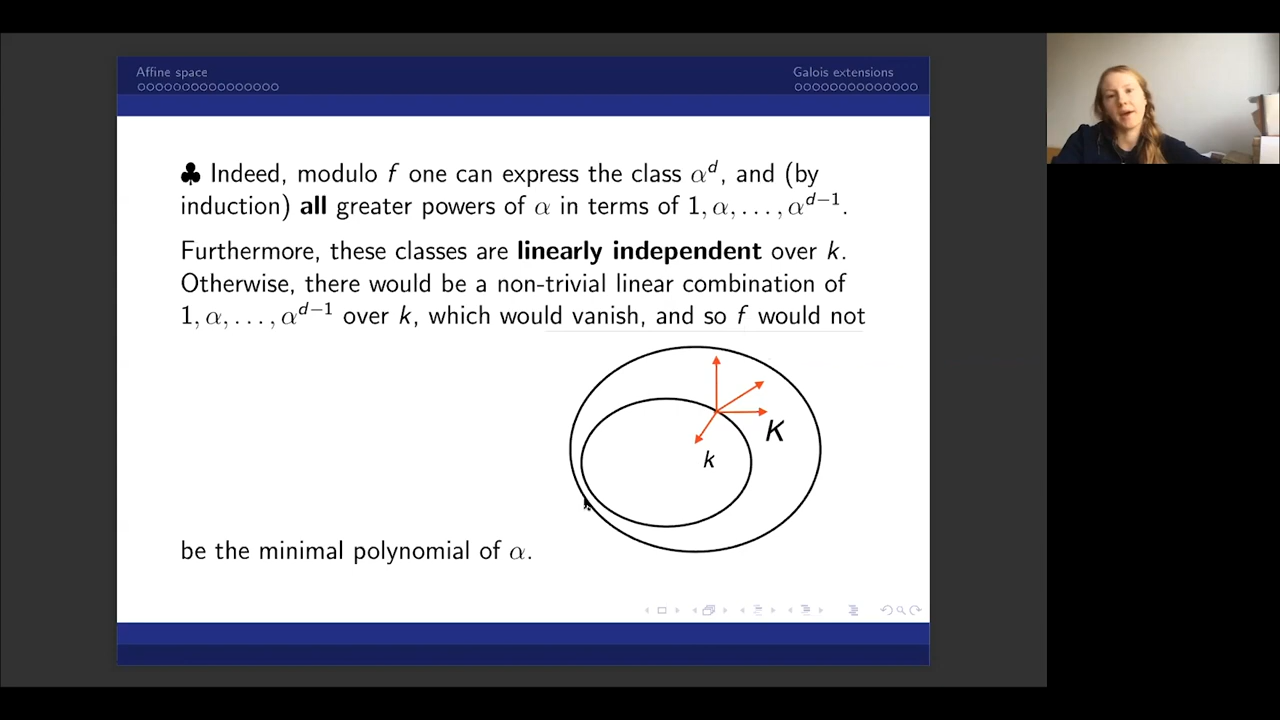 Affine space
Galois extensions
♣ Indeed, modulo f one can express the class α^d, and (by
induction) all greater powers of α in terms of 1, α, . . . , α^{d−1}.
Furthermore, these classes are linearly independent over k.
Otherwise, there would be a non-trivial linear combination of
1, α, . . . , α^{d−1} over k, which would vanish, and so f would not
K
k
be the minimal polynomial of α.